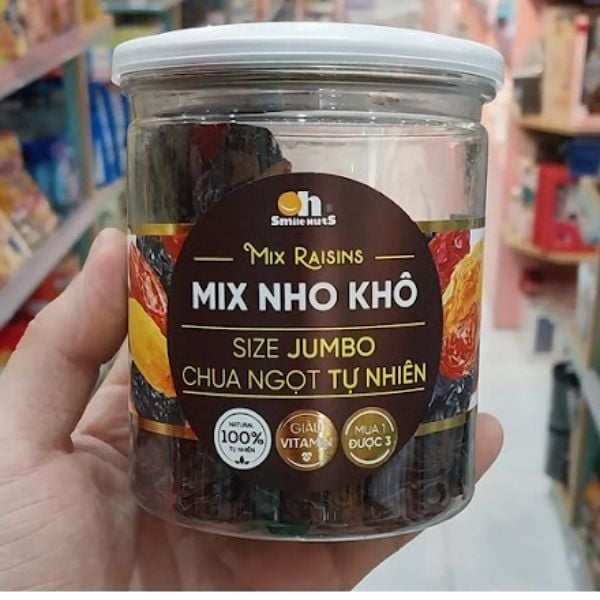 Oh
Smile Nuts
MIX RAISINS
MIX NHO KHÔ
SIZE JUMBO
CHUA NGỌT TỰ NHIÊN
NATURAL
100%
TỰ NHIÊN
GIÀU
VITAMIN
MUA 1
ĐƯỢC 3